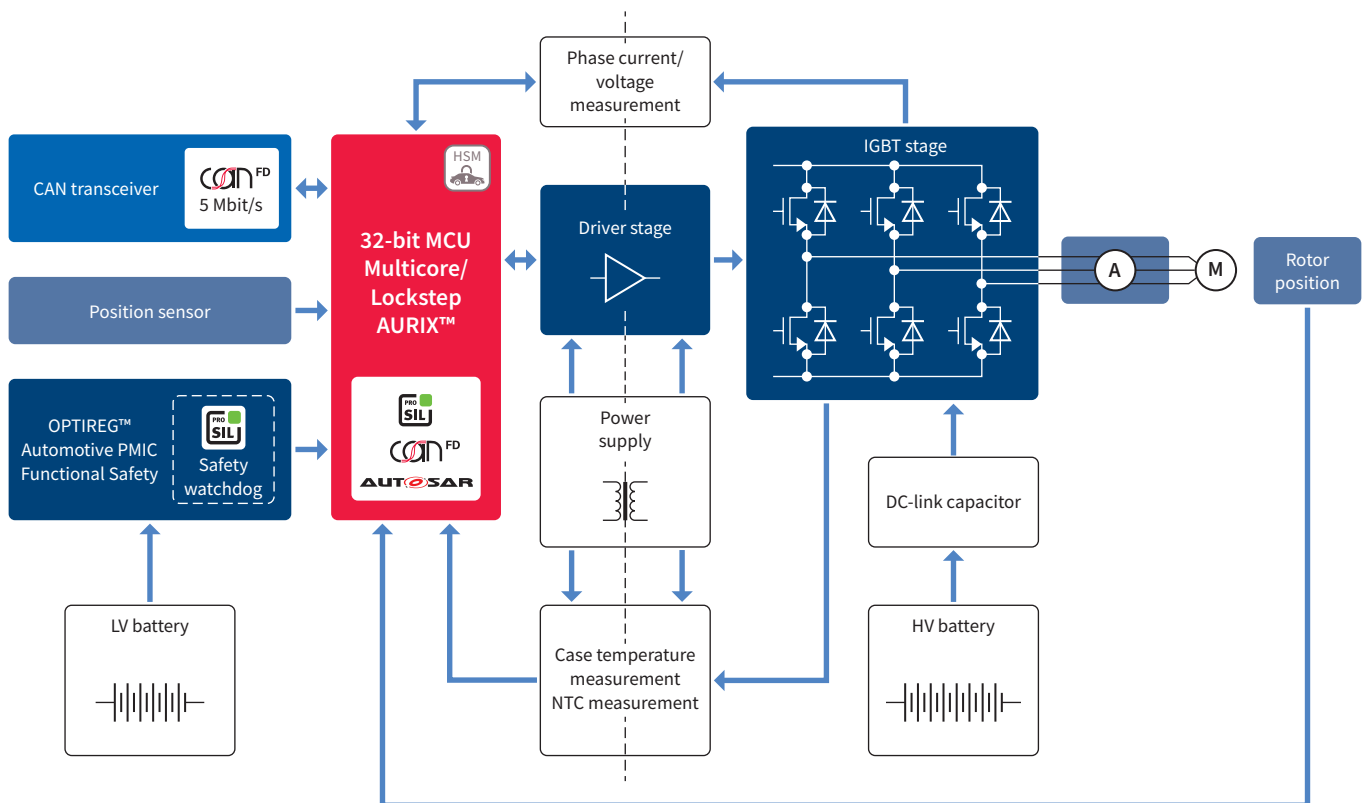 Phase current/
voltage
measurement
CAN transceiver
CAN FD
5 Mbit/s
HSM
32-bit MCU
Multicore/
Lockstep
AURIX™
Driver stage
IGBT stage
A
M
Rotor
position
Position sensor
OPTIREG™
Automotive PMIC
Functional Safety
PRO
SIL
Safety
watchdog
PRO
SIL
CAN FD
AUTOSAR
Power
supply
DC-link capacitor
LV battery
Case temperature
measurement
NTC measurement
HV battery